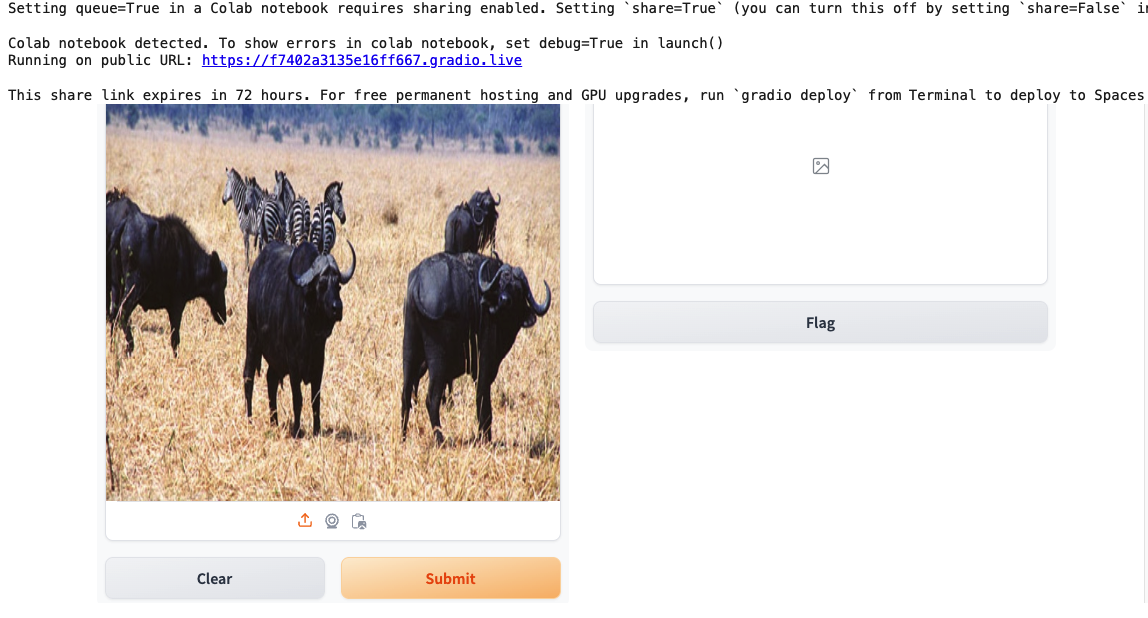 Setting queue=True in a Colab notebook requires sharing enabled. Setting `share=True` (you can turn this off by setting `share=False`
Colab notebook detected. To show errors in colab notebook, set debug=True in launch()
Running on public URL: https://f7402a3135e16ff667.gradio.live
This share link expires in 72 hours. For free permanent hosting and GPU upgrades, run `gradio deploy` from Terminal to deploy to Spaces
Flag
Clear
Submit